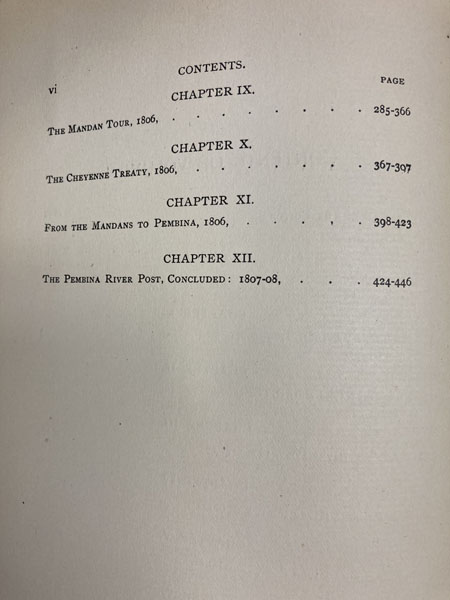 CONTENTS.
vi
PAGE
CHAPTER IX.
The Mandan Tour, 1806, . . . . . . . 285-366
CHAPTER X.
The Cheyenne Treaty, 1806, . . . . . . 367-397
CHAPTER XI.
From the Mandans to Pembina, 1806, . . . . . 398-423
CHAPTER XII.
The Pembina River Post, Concluded: 1807-08, . . . 424-446